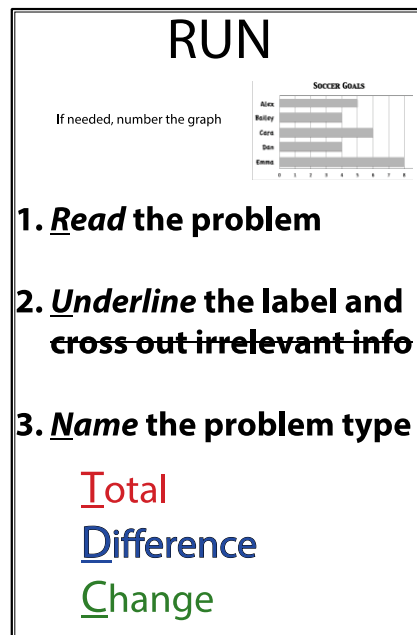 RUN
If needed, number the graph
SOCCER GOALS
Alex
Bailey
Cara
Dan
Emma
0 1 2 3 4 5 6 7 8
1. Read the problem
2. Underline the label and
cross out irrelevant info
3. Name the problem type
Total
Difference
Change